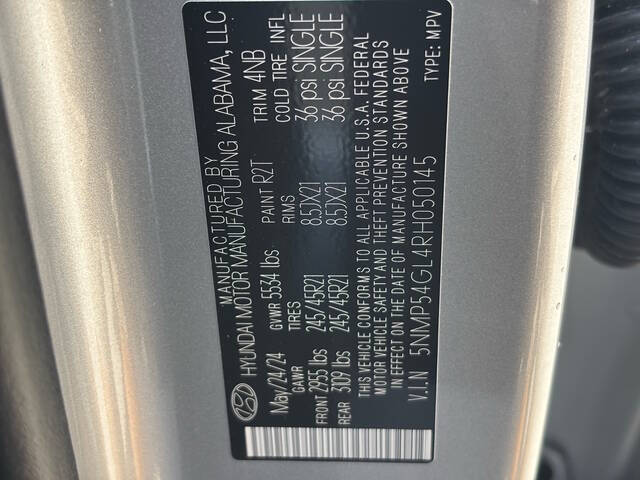 MANUFACTURED BY
HYUNDAI MOTOR MANUFACTURING ALABAMA, LLC
May/24/24 GVWR 5534 lbs PAINT R2T TRIM 4NB
GAWR TIRES RIMS COLD TIRE INFL
FRONT 2955 lbs 245/45R21 8.5JX21 36 psi SINGLE
REAR 3109 lbs 245/45R21 8.5JX21 36 psi SINGLE
THIS VEHICLE CONFORMS TO ALL APPLICABLE U.S.A. FEDERAL
MOTOR VEHICLE SAFETY AND THEFT PREVENTION STANDARDS
IN EFFECT ON THE DATE OF MANUFACTURE SHOWN ABOVE
V.I.N 5NMP54GL4RH050145 TYPE: MPV